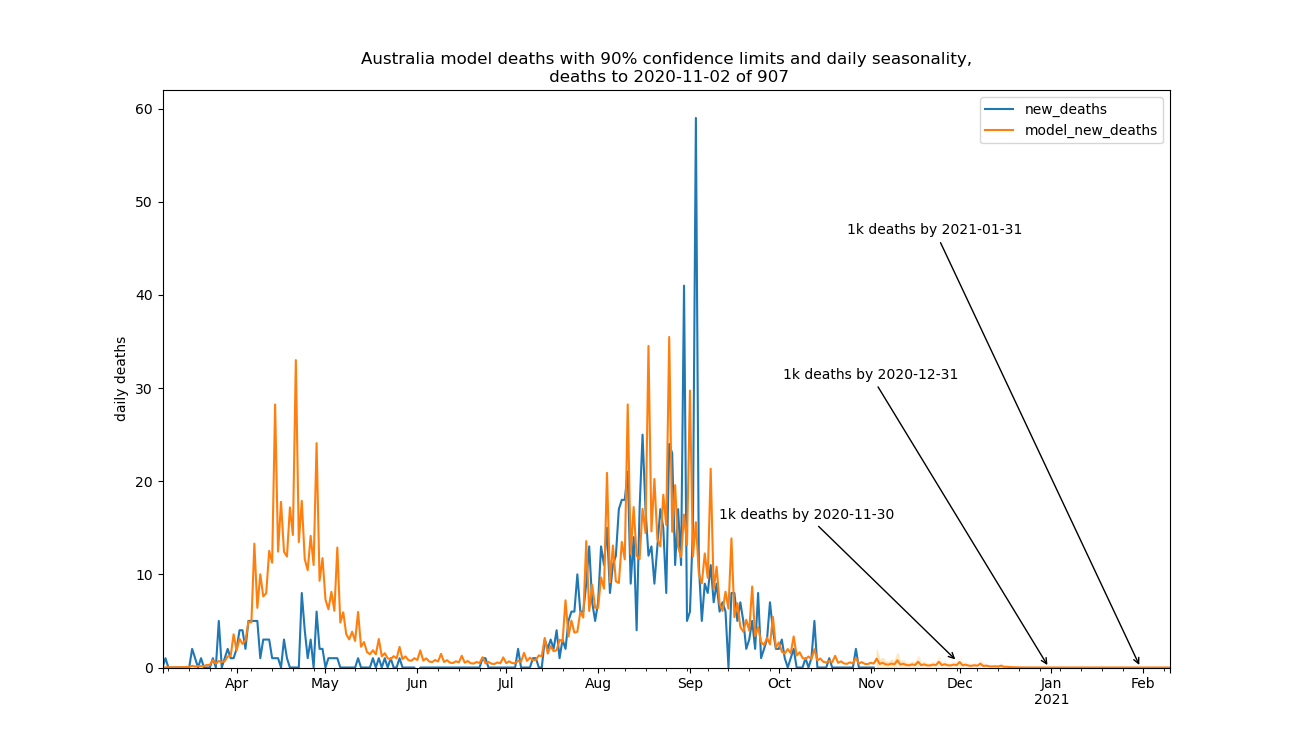 Australia model deaths with 90% confidence limits and daily seasonality,
deaths to 2020-11-02 of 907
new_deaths
model_new_deaths
daily deaths
60
50
40
30
20
10
0
1k deaths by 2021-01-31
1k deaths by 2020-12-31
1k deaths by 2020-11-30
Apr May Jun Jul Aug Sep Oct Nov Dec Jan Feb
2021